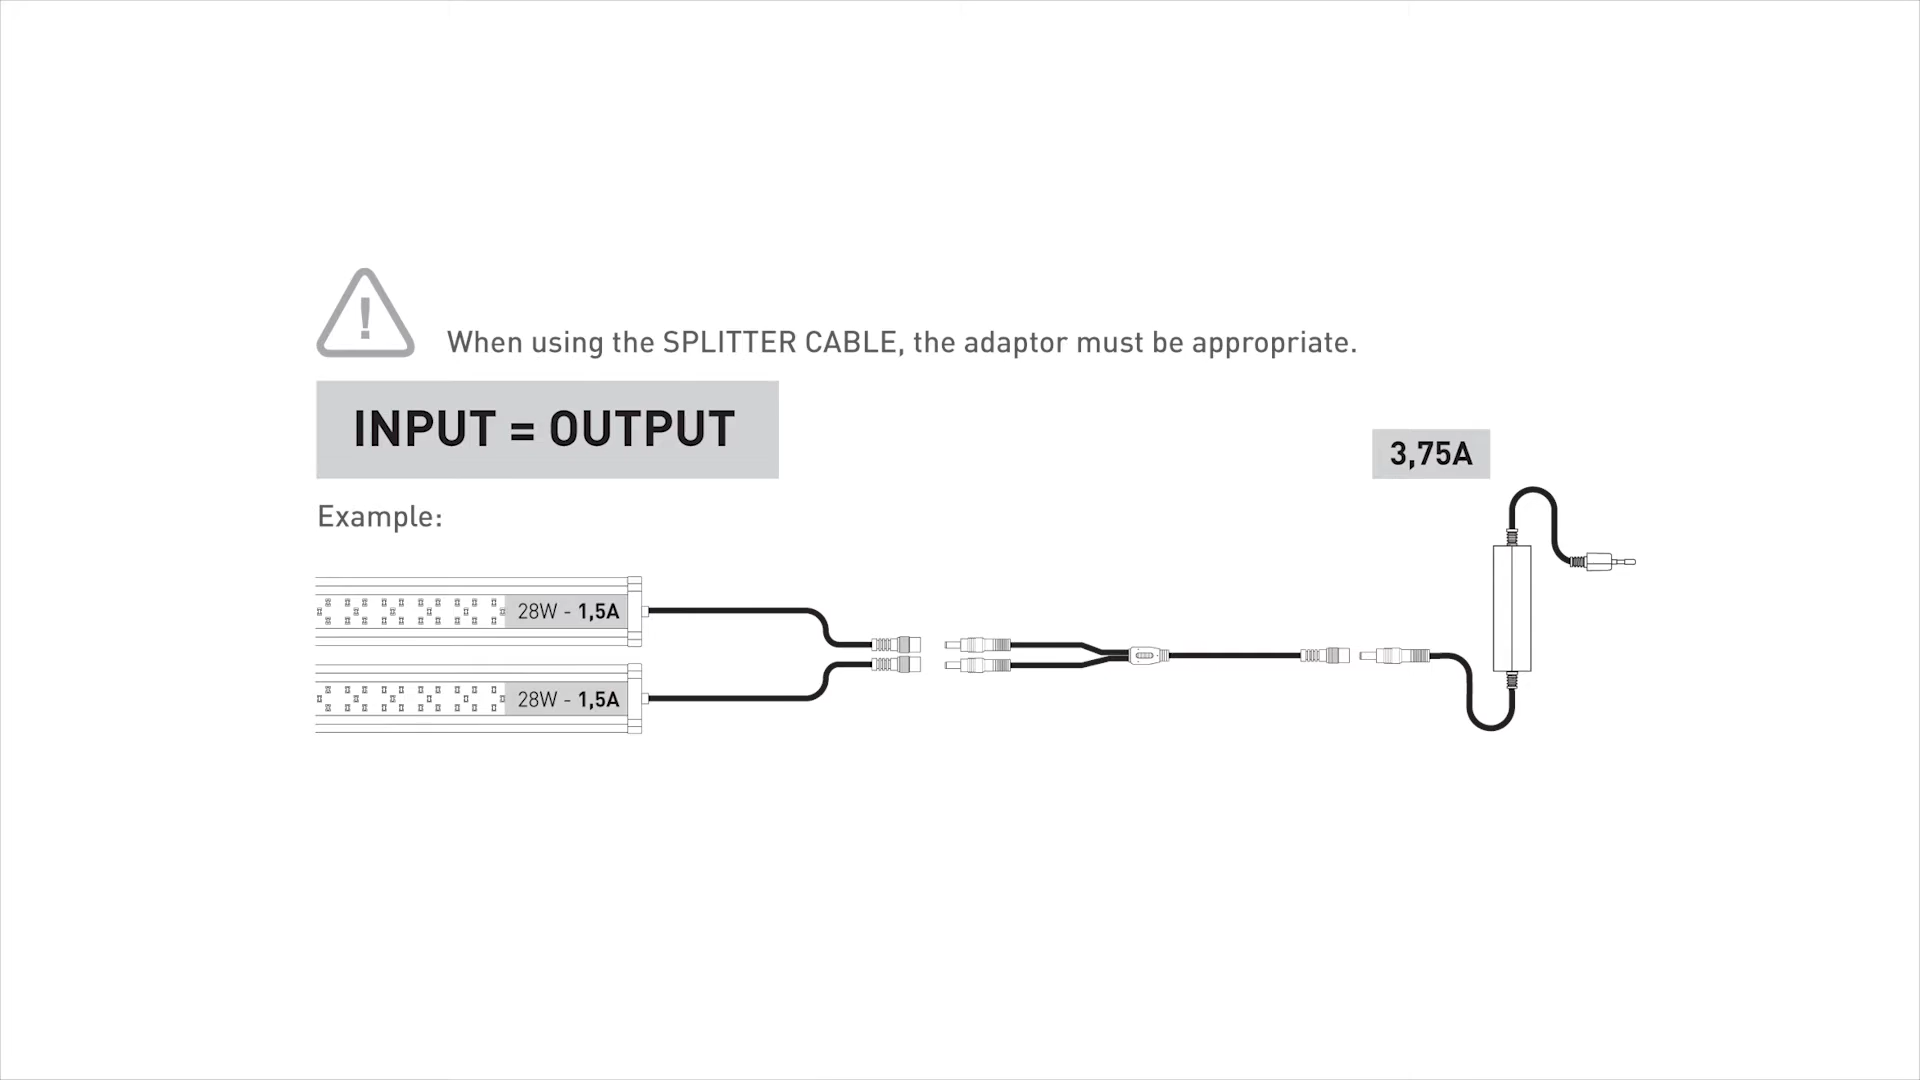 When using the SPLITTER CABLE, the adaptor must be appropriate.
INPUT = OUTPUT
3,75A
Example:
28W - 1,5A
28W - 1,5A